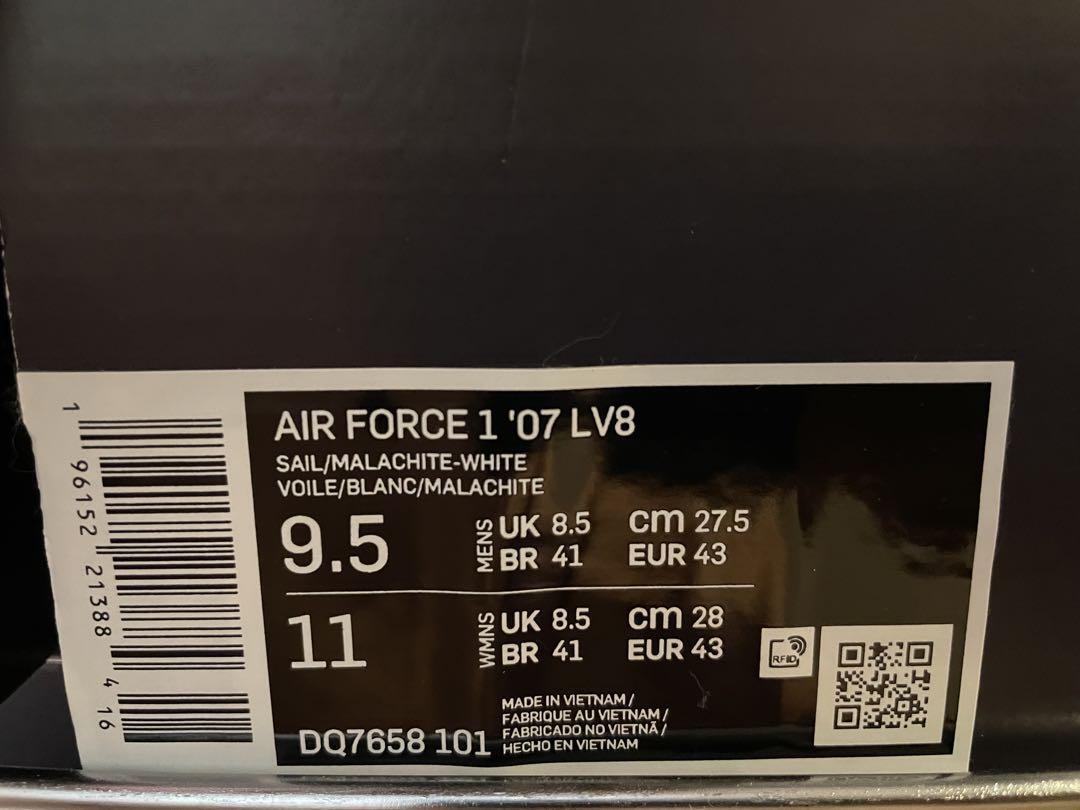 AIR FORCE 1 '07 LV8
SAIL/MALACHITE-WHITE
VOILE/BLANC/MALACHITE
9.5 MENS UK 8.5 cm 27.5
BR 41 EUR 43
11 WMNS UK 8.5 cm 28
BR 41 EUR 43
RFID
MADE IN VIETNAM /
FABRIQUE AU VIETNAM /
FABRICADO NO VIETNÃ /
HECHO EN VIETNAM
DQ7658 101
1 96152 21388 4 16